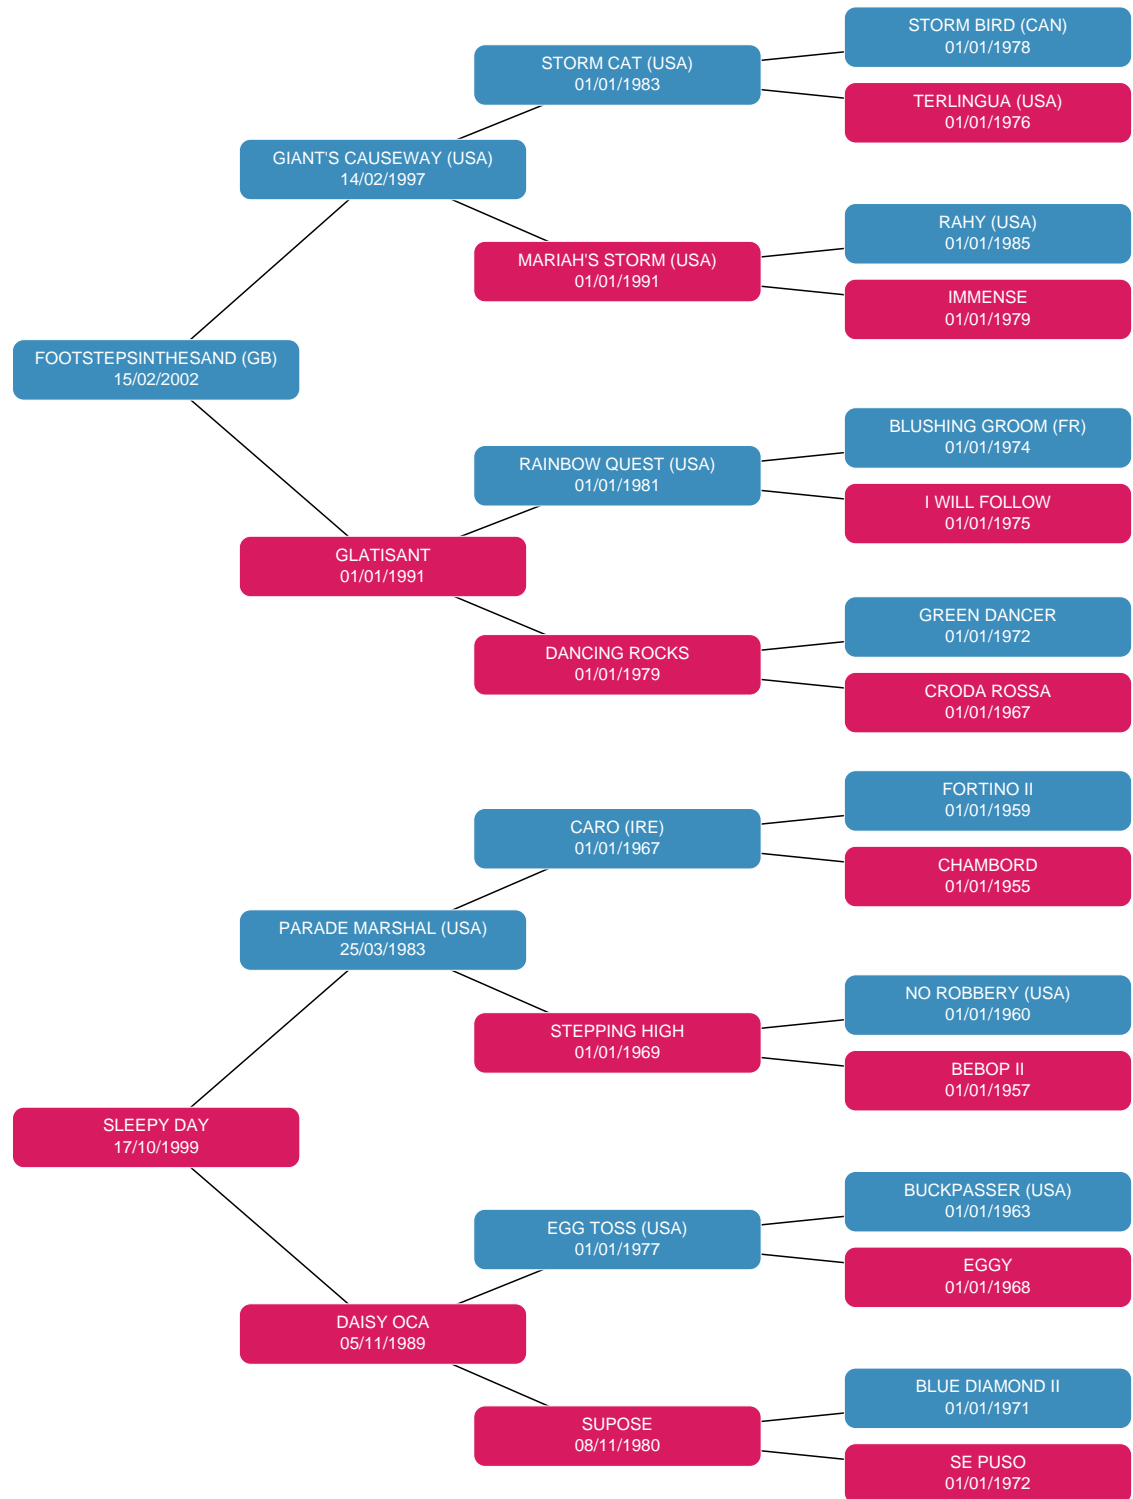 STORM BIRD (CAN)
01/01/1978
STORM CAT (USA)
01/01/1983
TERLINGUA (USA)
01/01/1976
GIANT'S CAUSEWAY (USA)
14/02/1997
RAHY (USA)
01/01/1985
MARIAH'S STORM (USA)
01/01/1991
IMMENSE
01/01/1979
FOOTSTEPSINTHESAND (GB)
15/02/2002
BLUSHING GROOM (FR)
01/01/1974
RAINBOW QUEST (USA)
01/01/1981
I WILL FOLLOW
01/01/1975
GLATISANT
01/01/1991
GREEN DANCER
01/01/1972
DANCING ROCKS
01/01/1979
CRODA ROSSA
01/01/1967
FORTINO II
01/01/1959
CARO (IRE)
01/01/1967
CHAMBORD
01/01/1955
PARADE MARSHAL (USA)
25/03/1983
NO ROBBERY (USA)
01/01/1960
STEPPING HIGH
01/01/1969
BEBOP II
01/01/1957
SLEEPY DAY
17/10/1999
BUCKPASSER (USA)
01/01/1963
EGG TOSS (USA)
01/01/1977
EGGY
01/01/1968
DAISY OCA
05/11/1989
BLUE DIAMOND II
01/01/1971
SUPOSE
08/11/1980
SE PUSO
01/01/1972